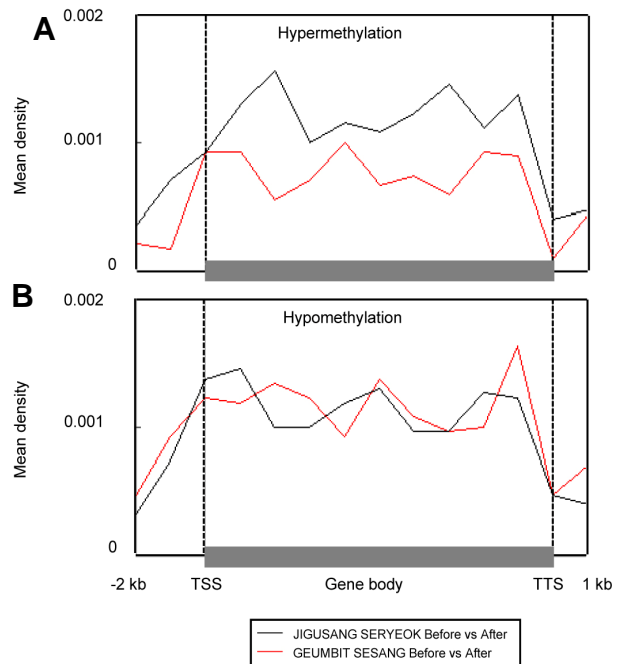 A
0.002
Hypermethylation
Mean density
0.001
0
B
0.002
Hypomethylation
Mean density
0.001
0
-2 kb TSS Gene body TTS 1 kb
JIGUSANG SERYEOK Before vs After
GEUMBIT SESANG Before vs After